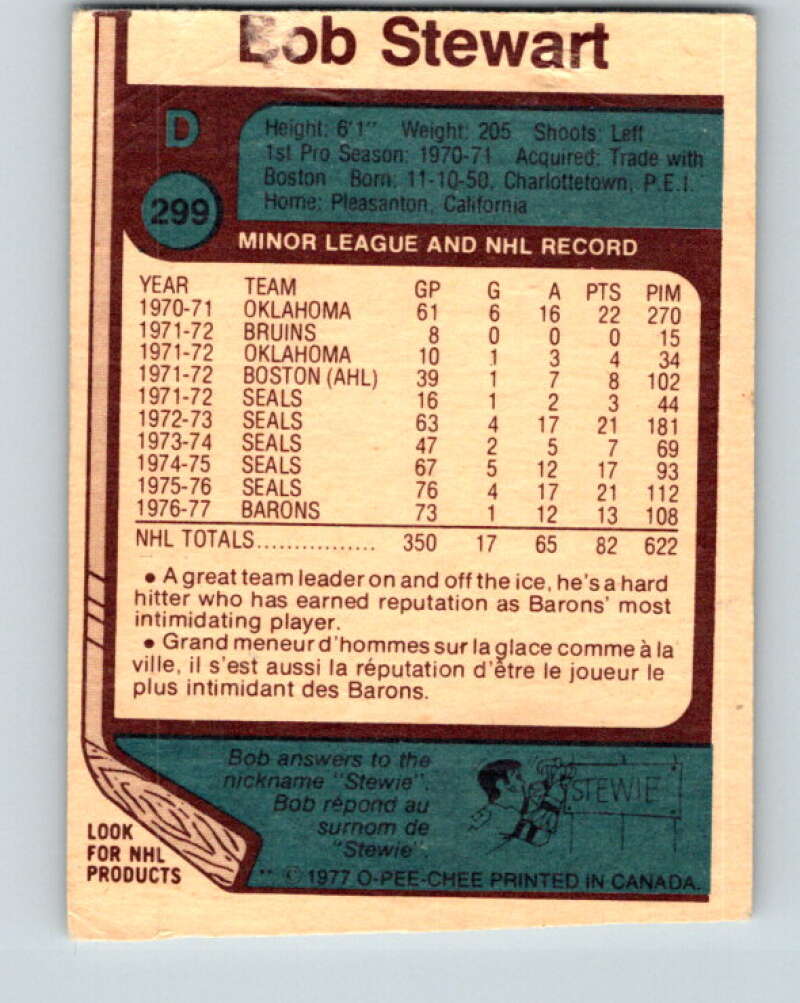 Bob Stewart
D
299
Height: 6'1" Weight: 205 Shoots: Left
1st Pro Season: 1970-71 Acquired: Trade with
Boston Born: 11-10-50, Charlottetown, P.E.I.
Home: Pleasanton, California
MINOR LEAGUE AND NHL RECORD
YEAR TEAM GP G A PTS PIM
1970-71 OKLAHOMA 61 6 16 22 270
1971-72 BRUINS 8 0 0 0 15
1971-72 OKLAHOMA 10 1 3 4 34
1971-72 BOSTON (AHL) 39 1 7 8 102
1971-72 SEALS 16 1 2 3 44
1972-73 SEALS 63 4 17 21 181
1973-74 SEALS 47 2 5 7 69
1974-75 SEALS 67 5 12 17 93
1975-76 SEALS 76 4 17 21 112
1976-77 BARONS 73 1 12 13 108
NHL TOTALS................ 350 17 65 82 622
• A great team leader on and off the ice, he's a hard
hitter who has earned reputation as Barons' most
intimidating player.
• Grand meneur d'hommes sur la glace comme à la
ville, il s'est aussi la réputation d'être le joueur le
plus intimidant des Barons.
Bob answers to the
nickname "Stewie".
Bob répond au
surnom de
"Stewie".
STEWIE
LOOK
FOR NHL
PRODUCTS
** © 1977 O-PEE-CHEE PRINTED IN CANADA.